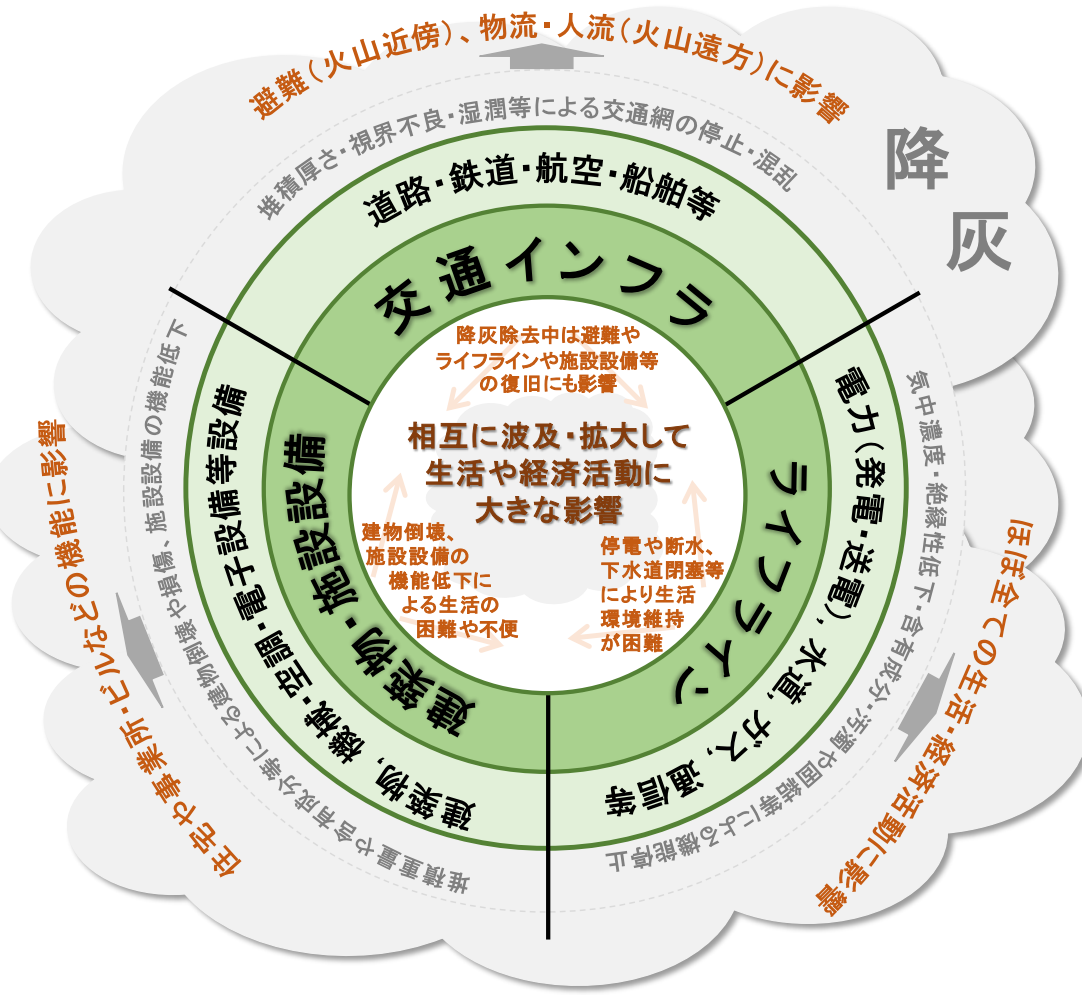 避難（火山近傍）、物流・人流（火山遠方）に影響
堆積厚さ・視界不良・湿潤等による交通網の停止・混乱
道路・鉄道・航空・船舶等
交通インフラ
降灰
降灰除去中は避難や
ライフラインや施設設備等
の復旧にも影響
相互に波及・拡大して
生活や経済活動に
大きな影響
建物倒壊、
施設設備の
機能低下に
よる生活の
困難や不便
停電や断水、
下水道閉塞等
により生活
環境維持
が困難
ライフライン
電力（発電・送電）, 水道, ガス, 通信等
気中濃度・絶縁性低下・含有成分・汚濁や固結等による機能停止
ほぼ全ての生活・経済活動に影響
建築物・施設設備
建築物, 機械・空調・電子設備等設備
堆積重量や含有成分等による建物倒壊や損傷、施設設備の機能低下
住宅や事業所・ビルなどの機能に影響